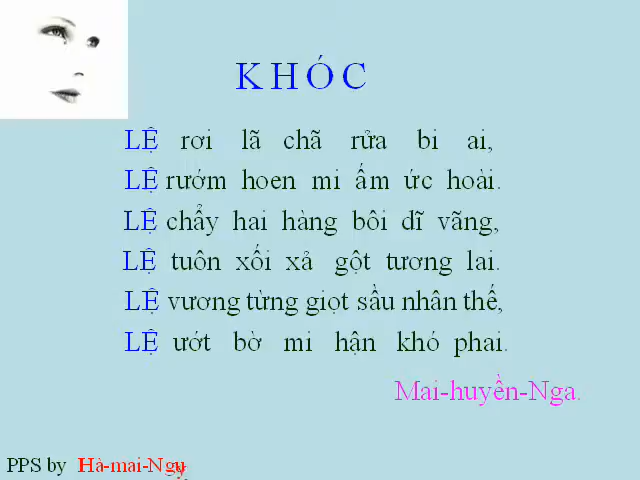 KHÓC
LỆ rơi lã chã rửa bi ai,
LỆ rướm hoen mi ấm ức hoài.
LỆ chẩy hai hàng bôi dĩ vãng,
LỆ tuôn xối xả gột tương lai.
LỆ vương từng giọt sầu nhân thế,
LỆ ướt bờ mi hận khó phai.
Mai-huyền-Nga.
PPS by Hà-mai-Ngụy